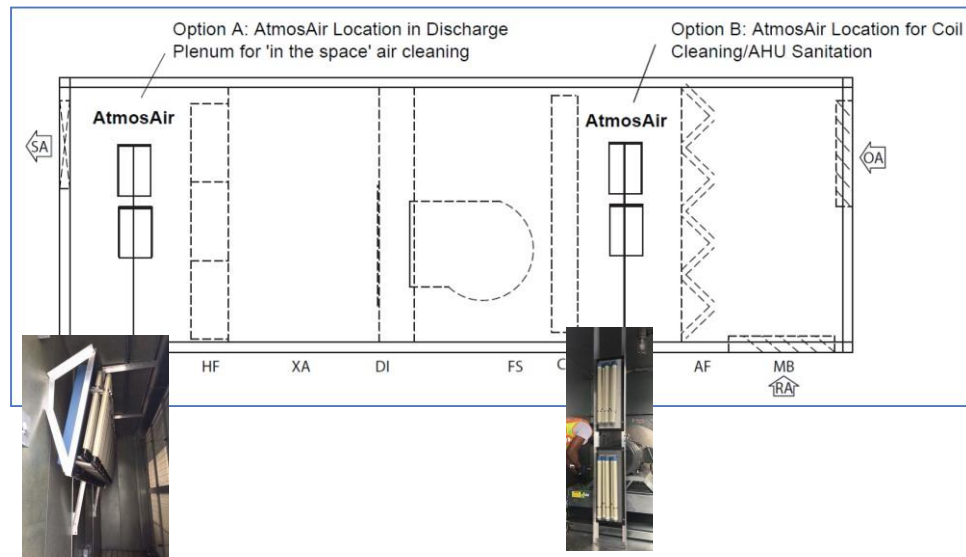 Option A: AtmosAir Location in Discharge
Plenum for 'in the space' air cleaning
Option B: AtmosAir Location for Coil
Cleaning/AHU Sanitation
AtmosAir
AtmosAir
SA
OA
HF
XA
DI
FS
C
AF
MB
RA